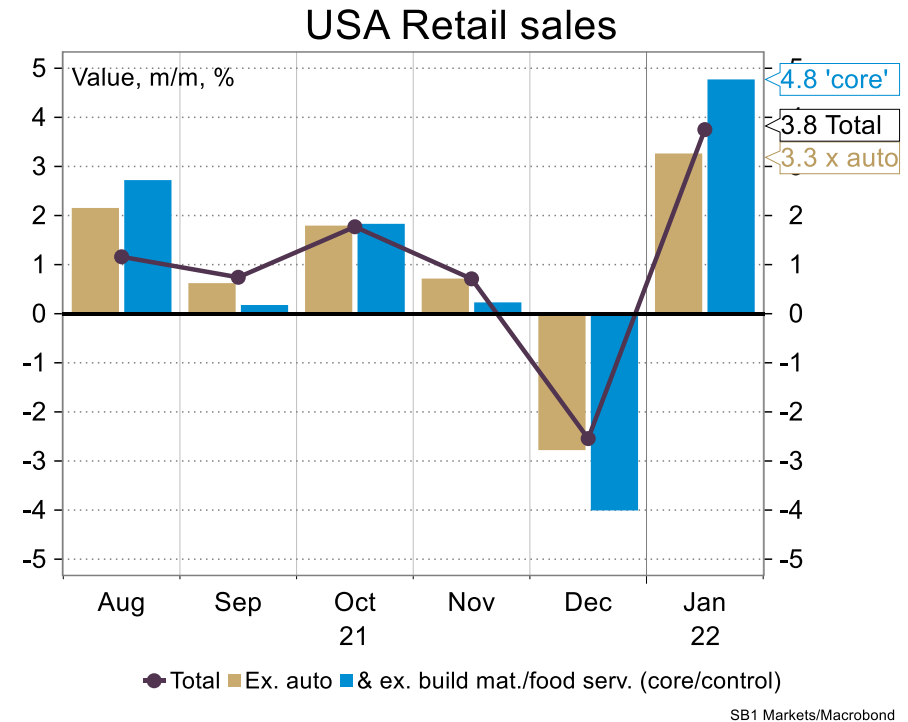 USA Retail sales
Value, m/m, %
5
4
3
2
1
0
-1
-2
-3
-4
-5
4.8 'core'
3.8 Total
3.3 x auto
2
1
0
-1
-2
-3
-4
-5
Aug Sep Oct Nov Dec Jan
21 22
Total Ex. auto & ex. build mat./food serv. (core/control)
SB1 Markets/Macrobond